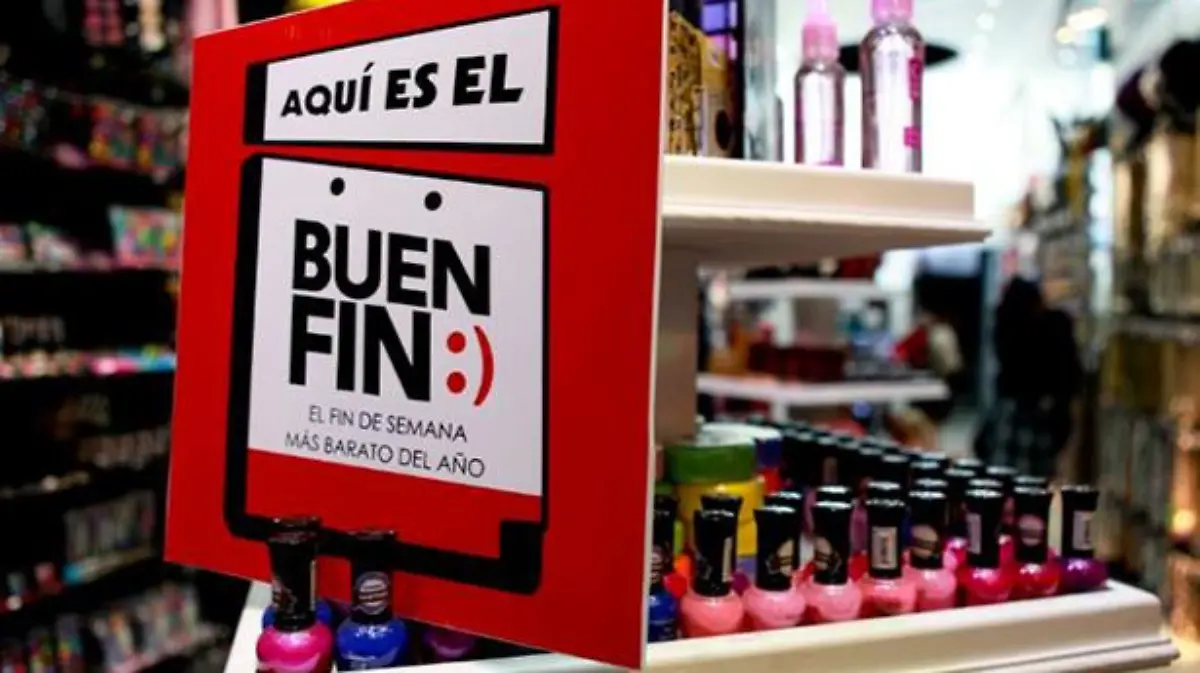 AQUÍ ES EL
BUEN
FIN:)
EL FIN DE SEMANA
MÁS BARATO DEL AÑO